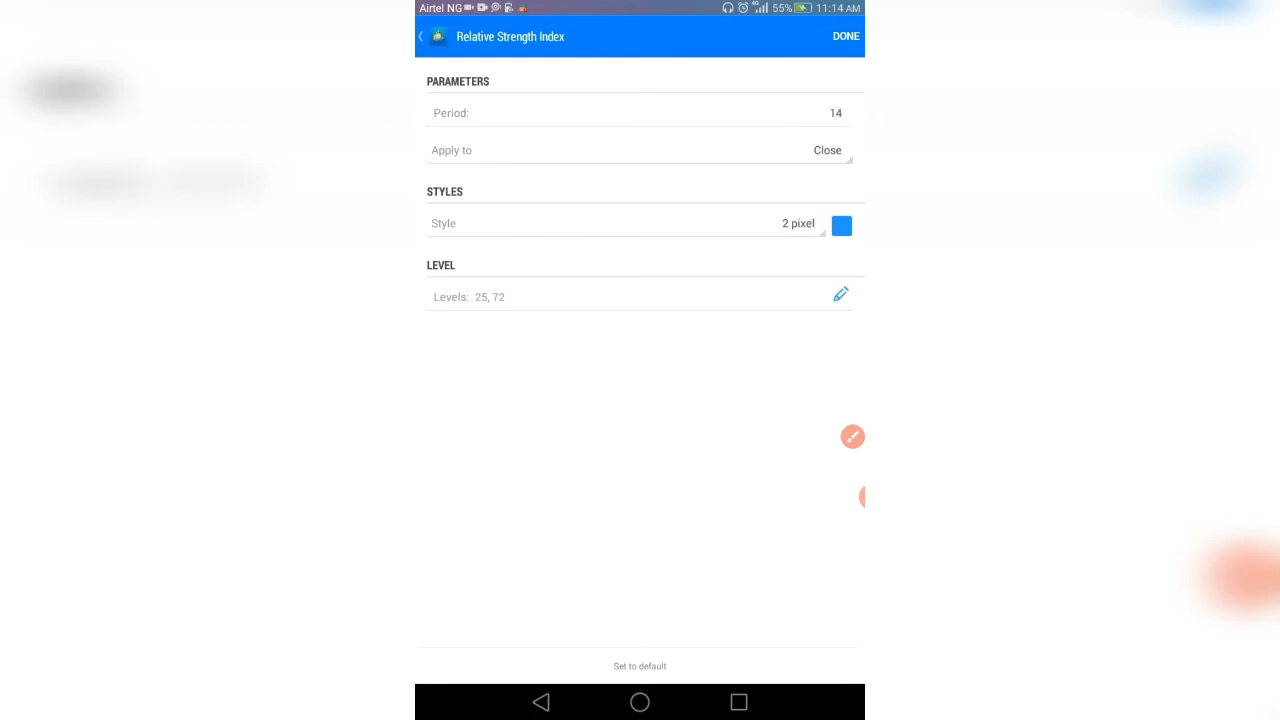 Airtel NG 55% 11:14 AM
Relative Strength Index DONE
PARAMETERS
Period: 14
Apply to Close
STYLES
Style 2 pixel
LEVEL
Levels: 25, 72
Set to default